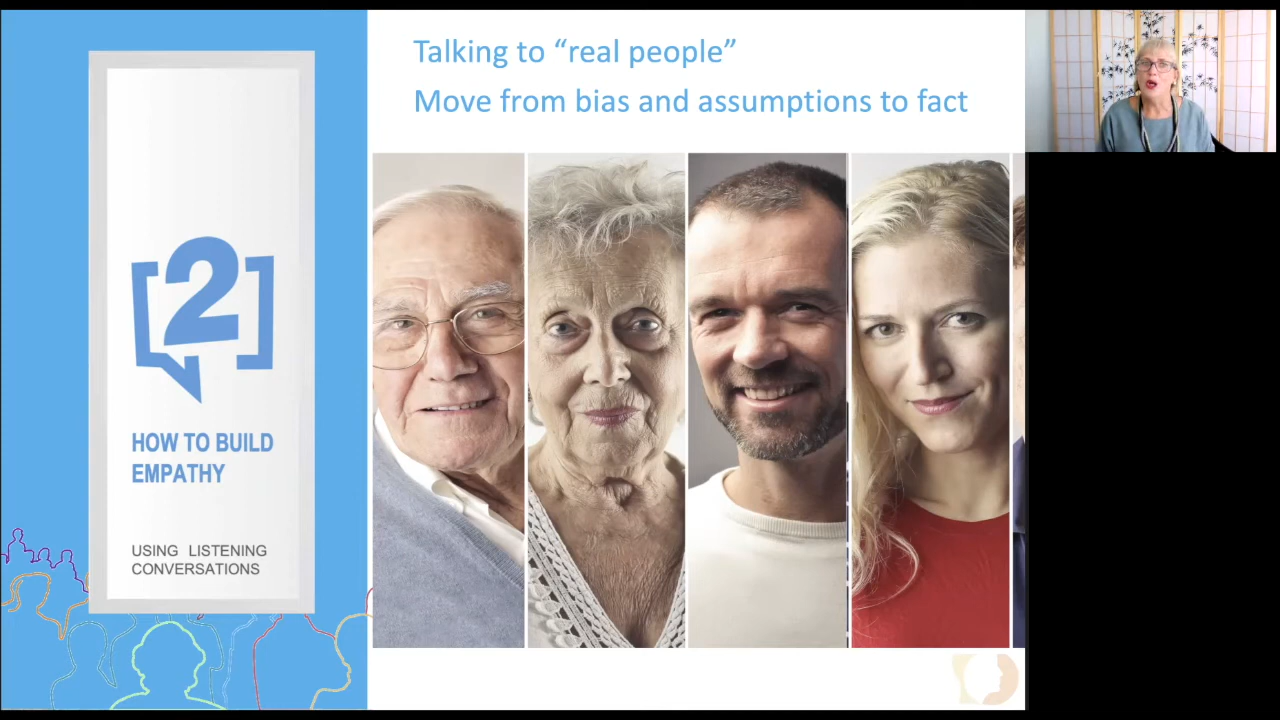 Talking to “real people”
Move from bias and assumptions to fact
[2]
HOW TO BUILD
EMPATHY
USING LISTENING
CONVERSATIONS